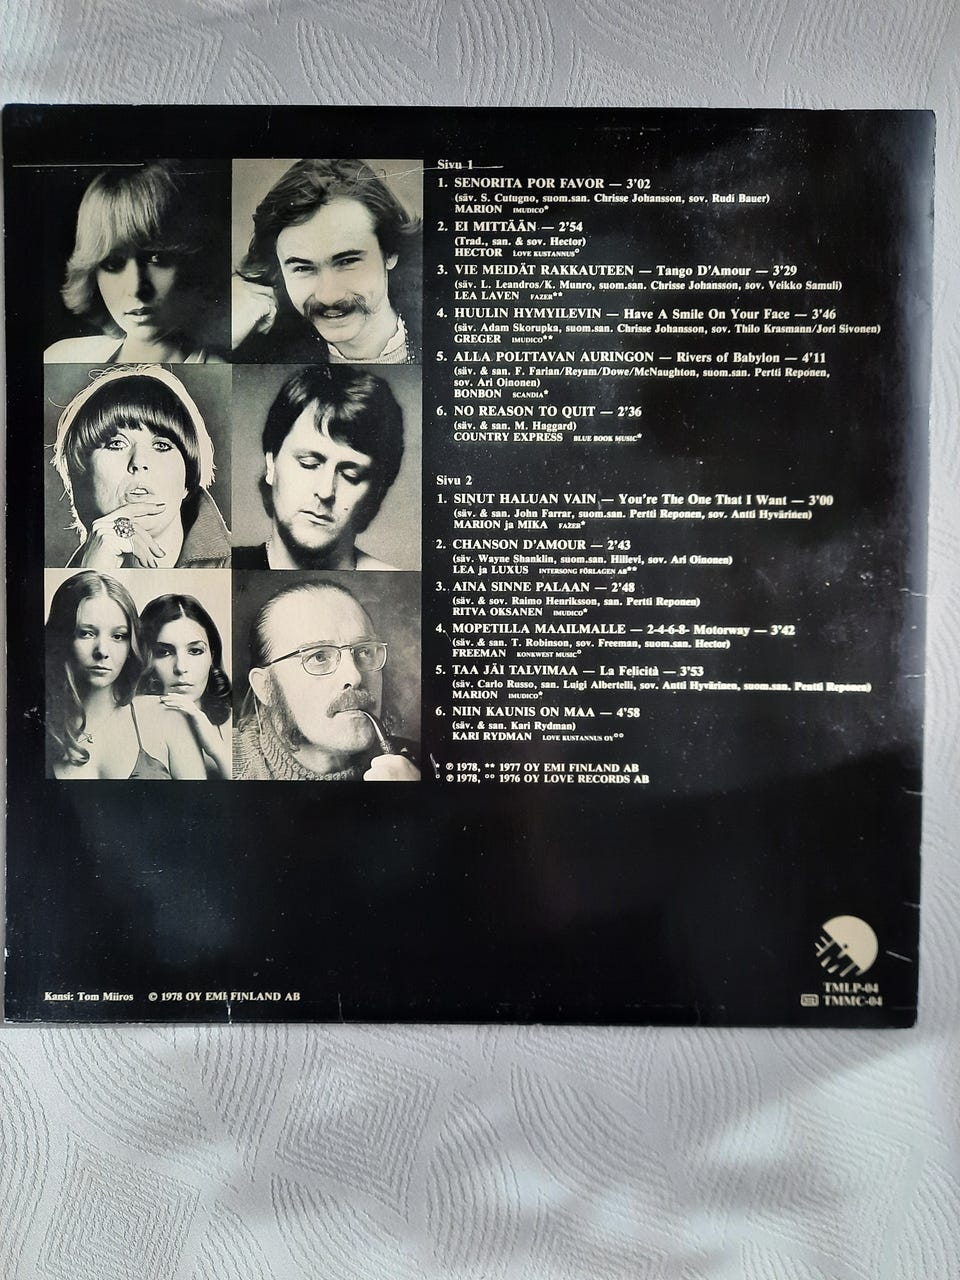 Sivu 1
1. SENORITA POR FAVOR — 3'02
(säv. S. Cutugno, suom.san. Chrisse Johansson, sov. Rudi Bauer)
MARION IMUDICO*
2. EI MITTÄÄN — 2'54
(Trad., san. & sov. Hector)
HECTOR LOVE KUSTANNUS°
3. VIE MEIDÄT RAKKAUTEEN — Tango D'Amour — 3'29
(säv. L. Leandros/K. Munro, suom.san. Chrisse Johansson, sov. Veikko Samuli)
LEA LAVEN FAZER**
4. HUULIN HYMYILEVIN — Have A Smile On Your Face — 3'46
(säv. Adam Skorupka, suom.san. Chrisse Johansson, sov. Thilo Krasmann/Jori Sivonen)
GREGER IMUDICO**
5. ALLA POLTTAVAN AURINGON — Rivers of Babylon — 4'11
(säv. & san. F. Farian/Reyam/Dowe/McNaughton, suom.san. Pertti Reponen,
sov. Ari Oinonen)
BONBON SCANDIA*
6. NO REASON TO QUIT — 2'36
(säv. & san. M. Haggard)
COUNTRY EXPRESS BLUE BOOK MUSIC*
Sivu 2
1. SINUT HALUAN VAIN — You're The One That I Want — 3'00
(säv. & san. John Farrar, suom.san. Pertti Reponen, sov. Antti Hyvärinen)
MARION ja MIKA FAZER*
2. CHANSON D'AMOUR — 2'43
(säv. Wayne Shanklin, suom.san. Hillevi, sov. Ari Oinonen)
LEA ja LUXUS INTERSONG FÖRLAGEN AB**
3. AINA SINNE PALAAN — 2'48
(säv. & sov. Raimo Henriksson, san. Pertti Reponen)
RITVA OKSANEN IMUDICO*
4. MOPETILLA MAAILMALLE — 2-4-6-8- Motorway — 3'42
(säv. & san. T. Robinson, sov. Freeman, suom.san. Hector)
FREEMAN KONKWEST MUSIC°
5. TAA JÄI TALVIMAA — La Felicità — 3'53
(säv. Carlo Russo, san. Luigi Albertelli, sov. Antti Hyvärinen, suom.san. Pentti Reponen)
MARION IMUDICO*
6. NIIN KAUNIS ON MAA — 4'58
(säv. & san. Kari Rydman)
KARI RYDMAN LOVE KUSTANNUS OY°°
* ℗ 1978, ** 1977 OY EMI FINLAND AB
° ℗ 1978, °° 1976 OY LOVE RECORDS AB
EMI
TMLP-04
TMMC-04
Kansi: Tom Miiros © 1978 OY EMI FINLAND AB